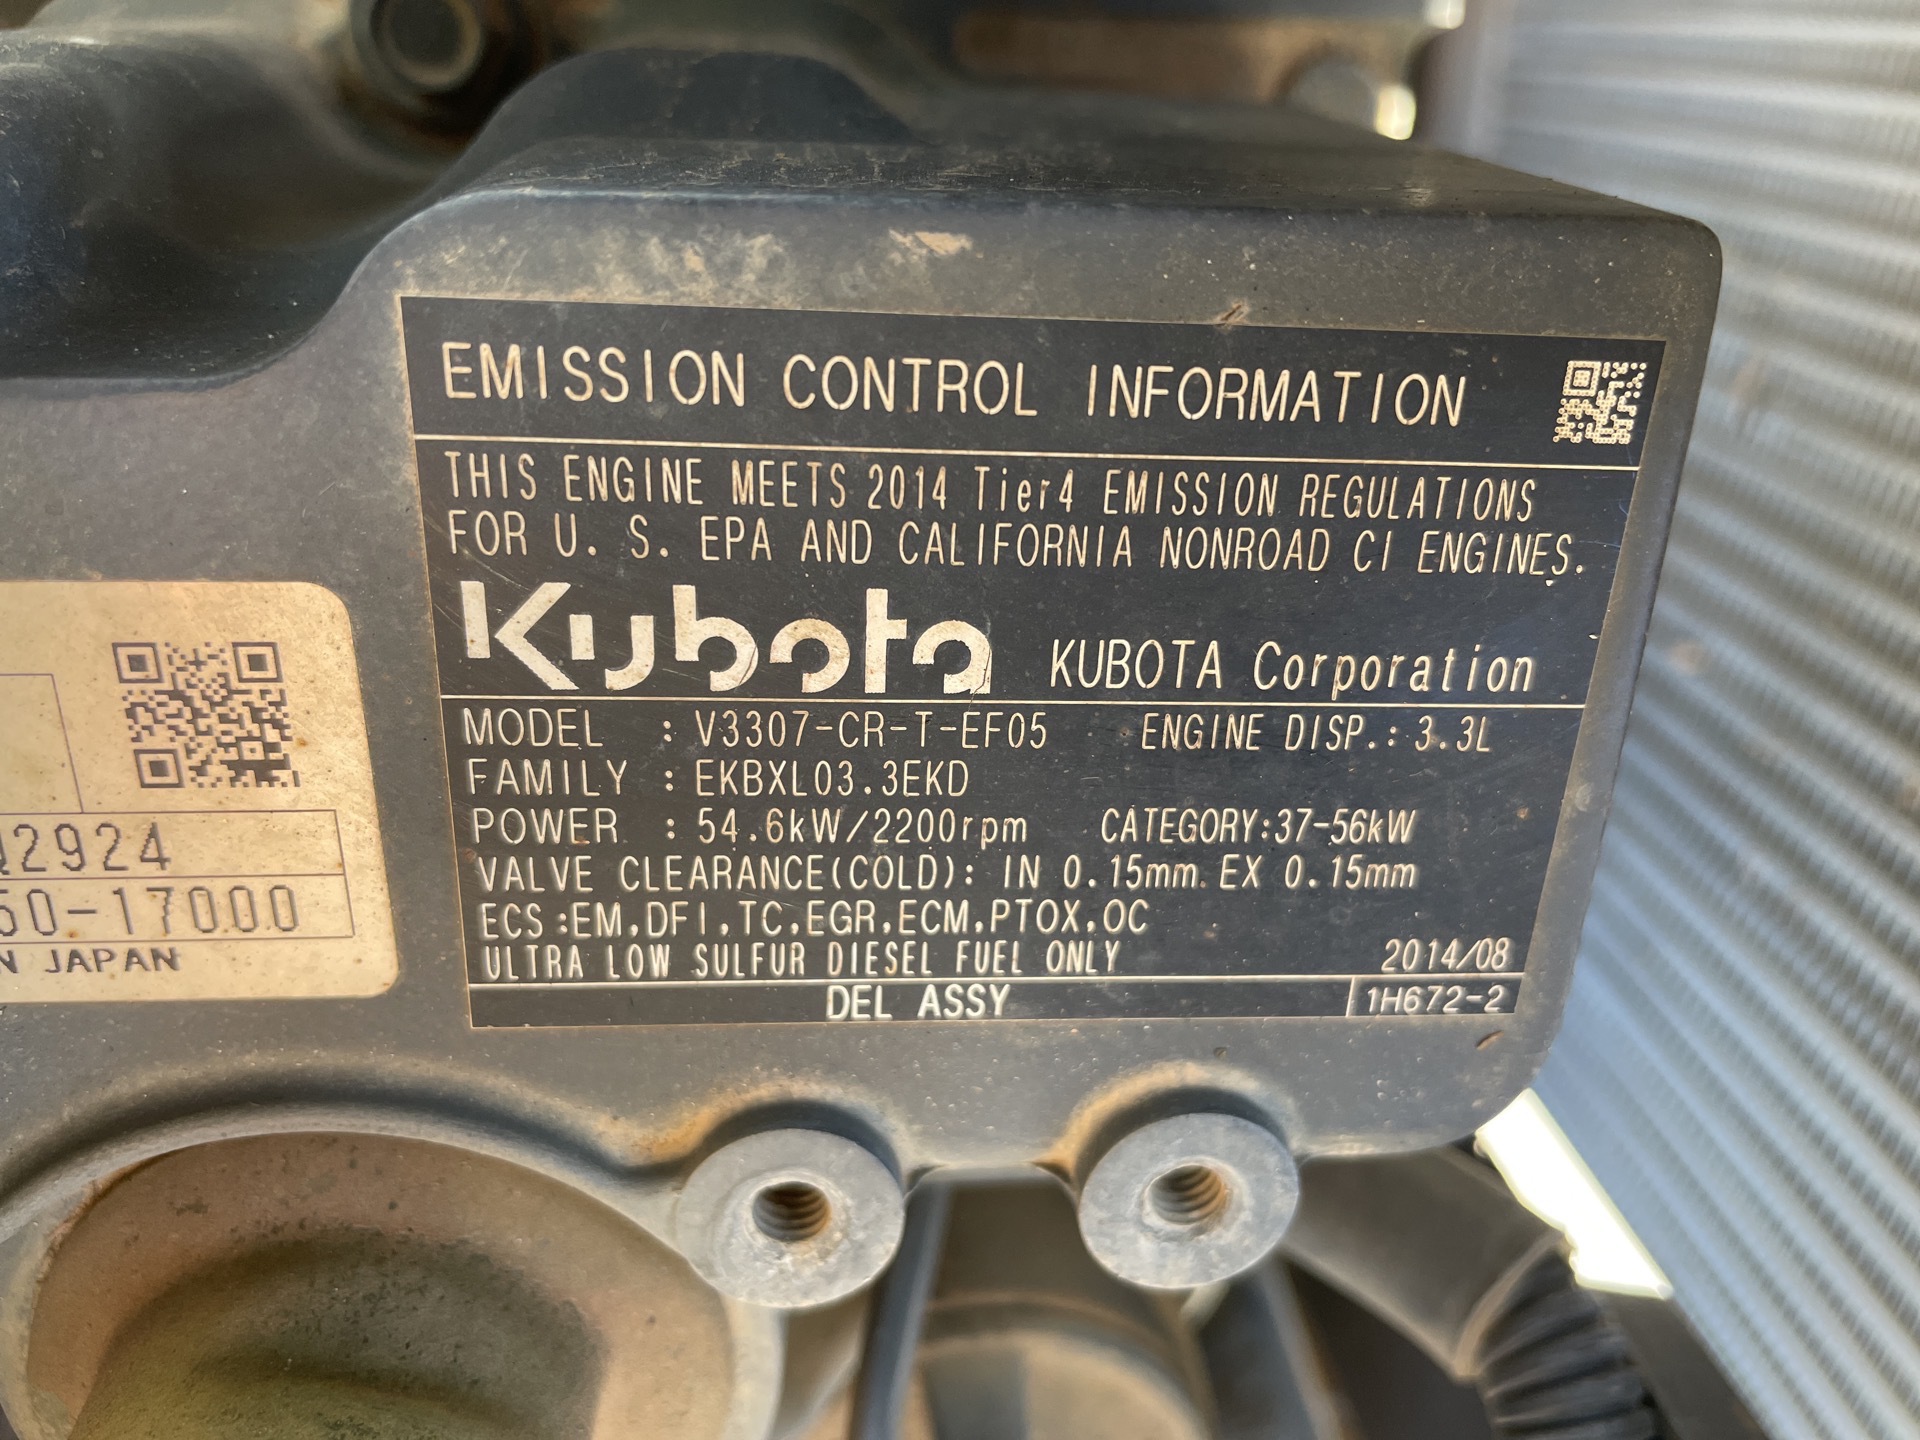 EMISSION CONTROL INFORMATION
THIS ENGINE MEETS 2014 Tier4 EMISSION REGULATIONS
FOR U. S. EPA AND CALIFORNIA NONROAD CI ENGINES.
Kubota KUBOTA Corporation
MODEL : V3307-CR-T-EF05 ENGINE DISP.: 3.3L
FAMILY : EKBXL03.3EKD
POWER : 54.6kW/2200rpm CATEGORY:37-56kW
VALVE CLEARANCE(COLD): IN 0.15mm EX 0.15mm
ECS:EM,DFI,TC,EGR,ECM,PTOX,OC
ULTRA LOW SULFUR DIESEL FUEL ONLY 2014/08
DEL ASSY 1H672-2
2924
50-17000
N JAPAN